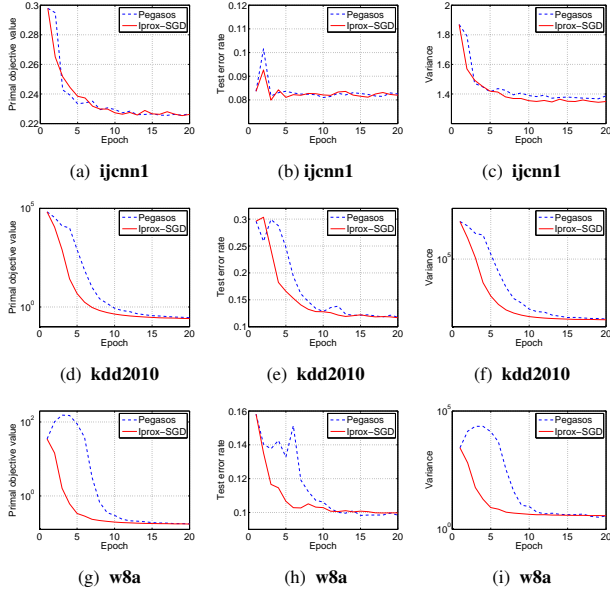 Primal objective value
0.3
0.28
0.26
0.24
0.22
0 5 10 15 20
Epoch
Pegasos
Iprox−SGD
(a) ijcnn1
Test error rate
0.12
0.11
0.1
0.09
0.08
0 5 10 15 20
Epoch
Pegasos
Iprox−SGD
(b) ijcnn1
Variance
2
1.8
1.6
1.4
0 5 10 15 20
Epoch
Pegasos
Iprox−SGD
(c) ijcnn1
Primal objective value
10^5
10^0
0 5 10 15 20
Epoch
Pegasos
Iprox−SGD
(d) kdd2010
Test error rate
0.3
0.25
0.2
0.15
0.1
0 5 10 15 20
Epoch
Pegasos
Iprox−SGD
(e) kdd2010
Variance
10^5
0 5 10 15 20
Epoch
Pegasos
Iprox−SGD
(f) kdd2010
Primal objective value
10^2
10^0
0 5 10 15 20
Epoch
Pegasos
Iprox−SGD
(g) w8a
Test error rate
0.16
0.14
0.12
0.1
0 5 10 15 20
Epoch
Pegasos
Iprox−SGD
(h) w8a
Variance
10^5
10^0
0 5 10 15 20
Epoch
Pegasos
Iprox−SGD
(i) w8a